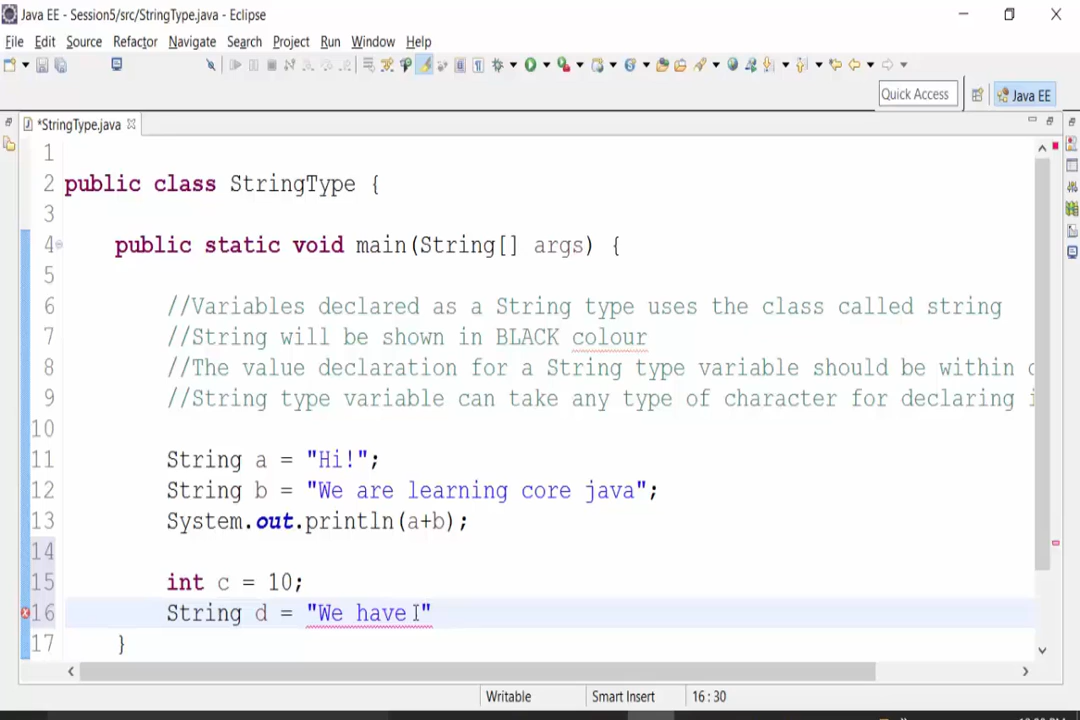 Java EE - Session5/src/StringType.java - Eclipse
File Edit Source Refactor Navigate Search Project Run Window Help
Quick Access
Java EE
*StringType.java
1
2 public class StringType {
3
4 public static void main(String[] args) {
5
6 //Variables declared as a String type uses the class called string
7 //String will be shown in BLACK colour
8 //The value declaration for a String type variable should be within
9 //String type variable can take any type of character for declaring i
10
11 String a = "Hi!";
12 String b = "We are learning core java";
13 System.out.println(a+b);
14
15 int c = 10;
16 String d = "We have "
17 }
Writable Smart Insert 16 : 30